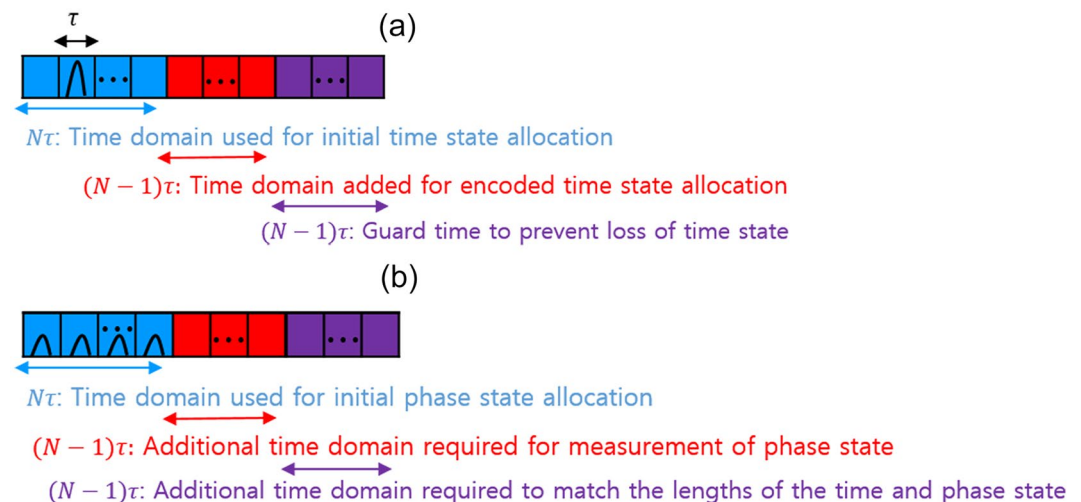 τ
(a)
Nτ: Time domain used for initial time state allocation
(N − 1)τ: Time domain added for encoded time state allocation
(N − 1)τ: Guard time to prevent loss of time state
(b)
Nτ: Time domain used for initial phase state allocation
(N − 1)τ: Additional time domain required for measurement of phase state
(N − 1)τ: Additional time domain required to match the lengths of the time and phase state